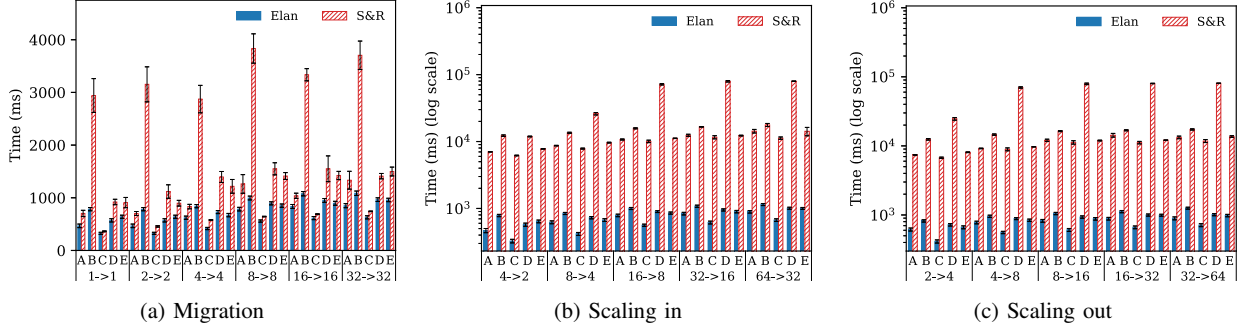 Elan
S&R
Time (ms)
4000
3000
2000
1000
0
A B C D E A B C D E A B C D E A B C D E A B C D E A B C D E
1->1 2->2 4->4 8->8 16->16 32->32
(a) Migration
Elan
S&R
Time (ms) (log scale)
10^6
10^5
10^4
10^3
A B C D E A B C D E A B C D E A B C D E A B C D E
4->2 8->4 16->8 32->16 64->32
(b) Scaling in
Elan
S&R
Time (ms) (log scale)
10^6
10^5
10^4
10^3
A B C D E A B C D E A B C D E A B C D E A B C D E
2->4 4->8 8->16 16->32 32->64
(c) Scaling out